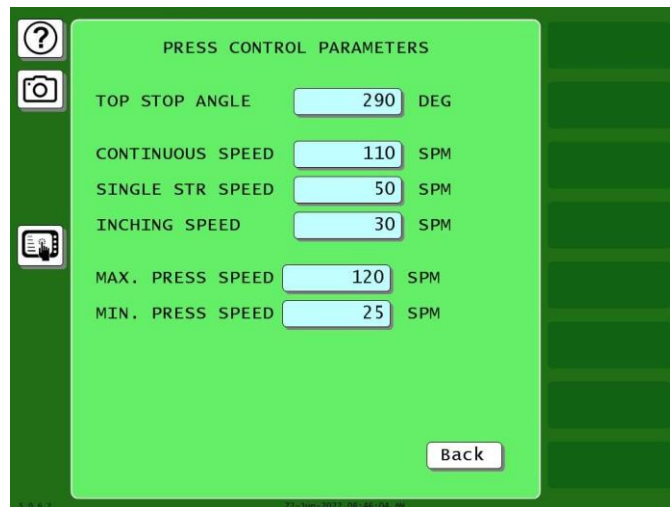 ?
PRESS CONTROL PARAMETERS
TOP STOP ANGLE 290 DEG
CONTINUOUS SPEED 110 SPM
SINGLE STR SPEED 50 SPM
INCHING SPEED 30 SPM
MAX. PRESS SPEED 120 SPM
MIN. PRESS SPEED 25 SPM
Back